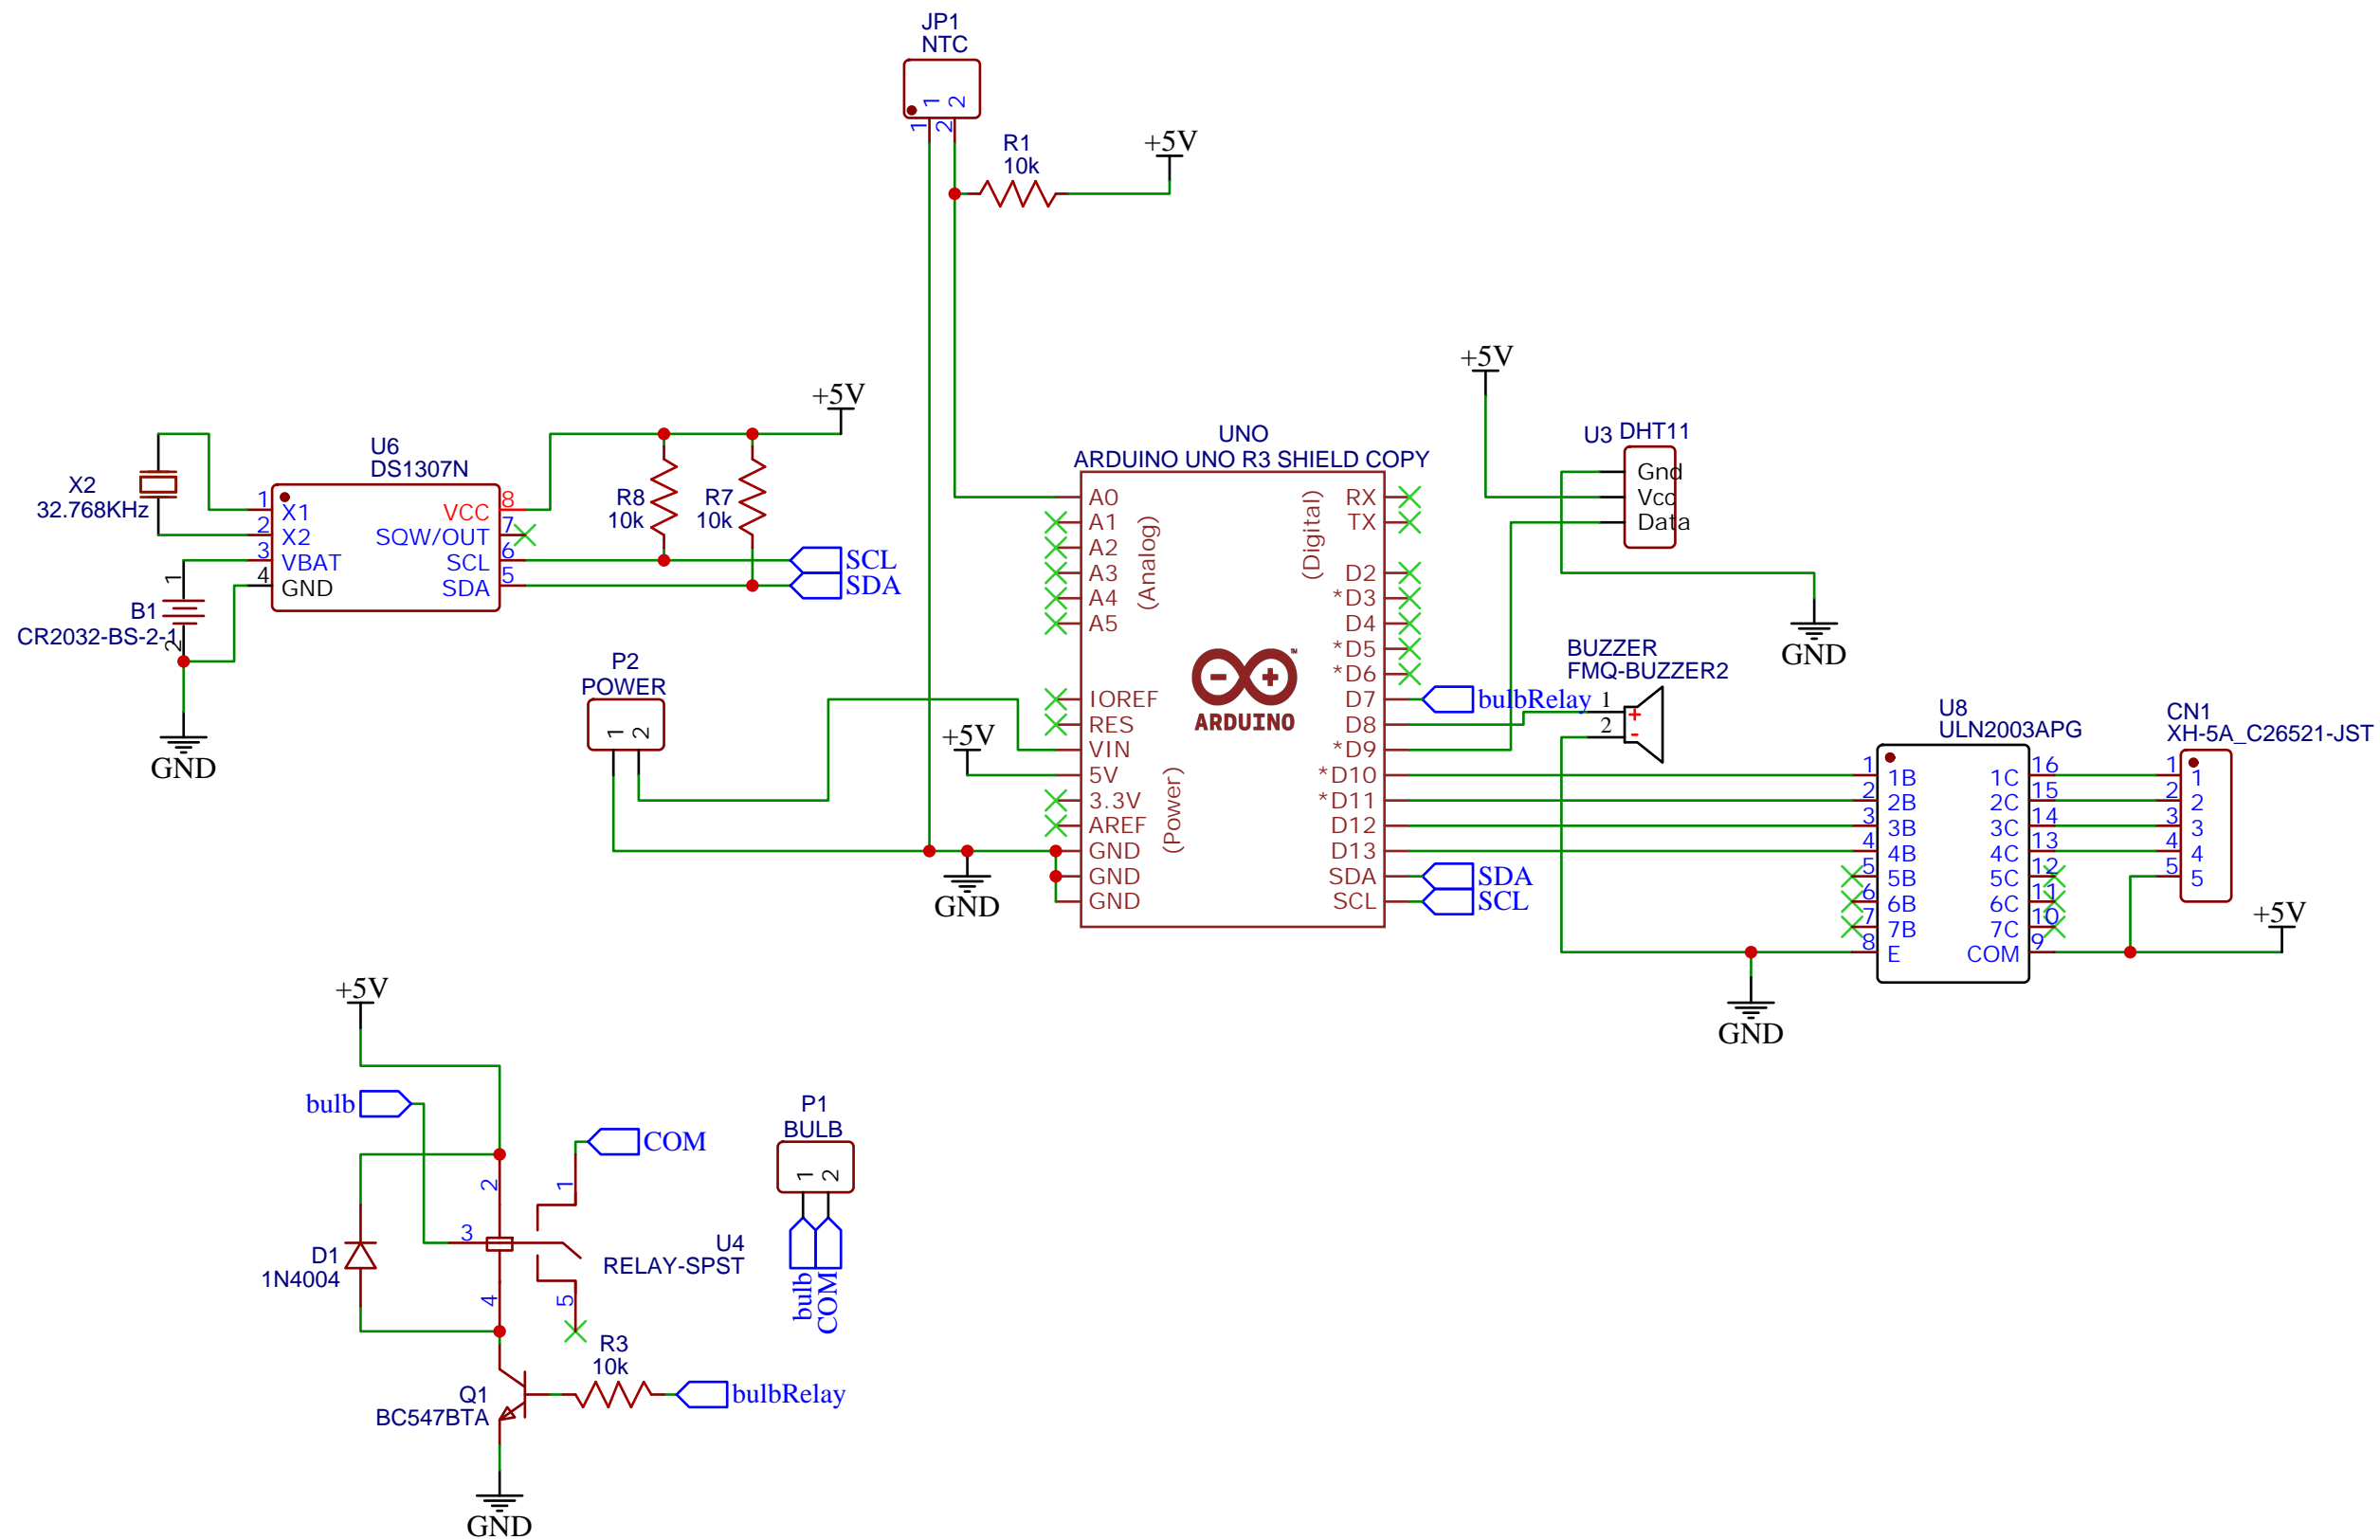 JP1
NTC
1
2
1
2
R1
10k
+5V
+5V
U6
DS1307N
X2
32.768KHz
1
2
3
4
X1
X2
VBAT
GND
VCC
SQW/OUT
SCL
SDA
8
7
6
5
R8
10k
R7
10k
SCL
SDA
1
B1
CR2032-BS-2-1
2
GND
P2
POWER
1
2
+5V
GND
UNO
ARDUINO UNO R3 SHIELD COPY
A0
A1
A2
A3
A4
A5
(Analog)
IOREF
RES
VIN
5V
3.3V
AREF
GND
GND
GND
(Power)
(Digital)
RX
TX
D2
*D3
D4
*D5
*D6
D7
D8
*D9
*D10
*D11
D12
D13
SDA
SCL
ARDUINO
™
+5V
U3 DHT11
Gnd
Vcc
Data
GND
BUZZER
FMQ-BUZZER2
1
2
+
-
bulbRelay
SDA
SCL
GND
U8
ULN2003APG
1
2
3
4
5
6
7
8
1B
2B
3B
4B
5B
6B
7B
E
1C
2C
3C
4C
5C
6C
7C
COM
16
15
14
13
12
11
10
9
CN1
XH-5A_C26521-JST
1
2
3
4
5
1
2
3
4
5
+5V
+5V
bulb
COM
2
1
3
4
5
U4
RELAY-SPST
D1
1N4004
R3
10k
bulbRelay
Q1
BC547BTA
GND
P1
BULB
1
2
bulb
COM